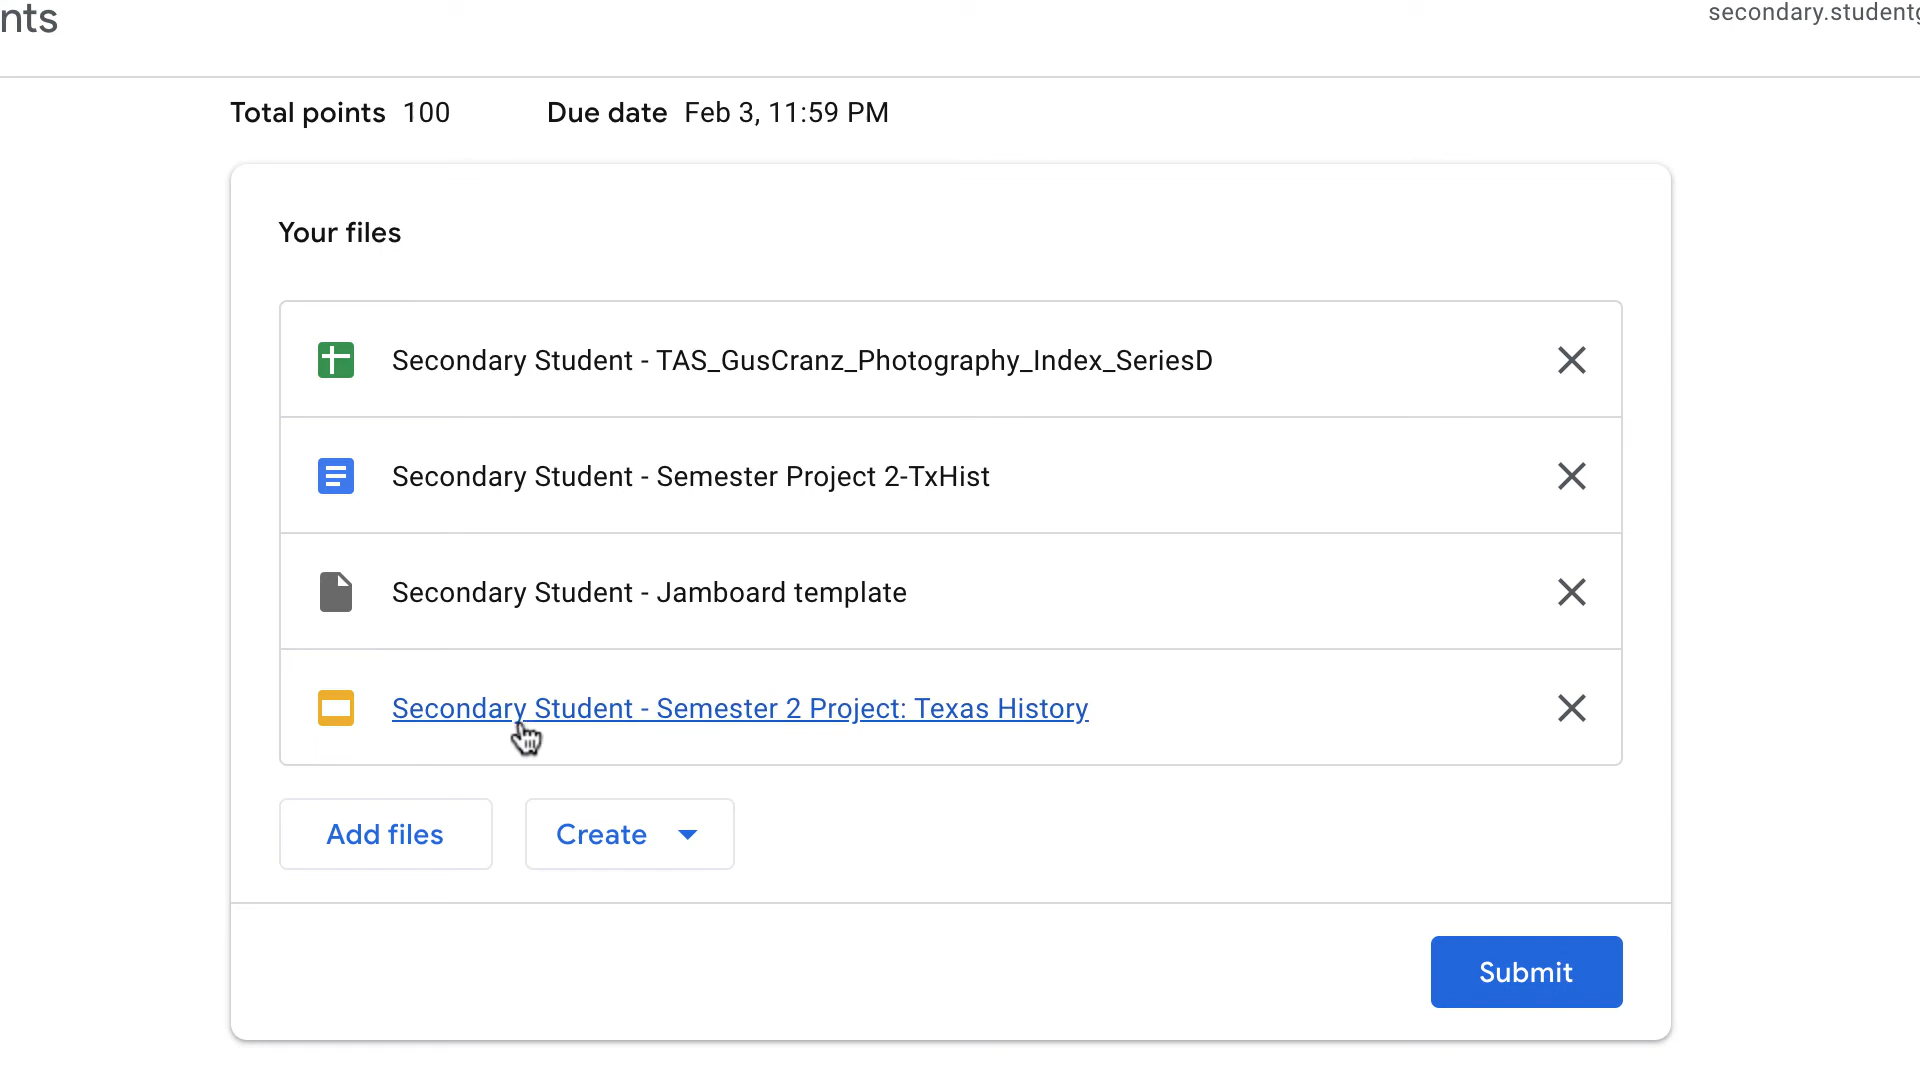 nts
secondary.student
Total points 100 Due date Feb 3, 11:59 PM
Your files
Secondary Student - TAS_GusCranz_Photography_Index_SeriesD
Secondary Student - Semester Project 2-TxHist
Secondary Student - Jamboard template
Secondary Student - Semester 2 Project: Texas History
Add files Create
Submit